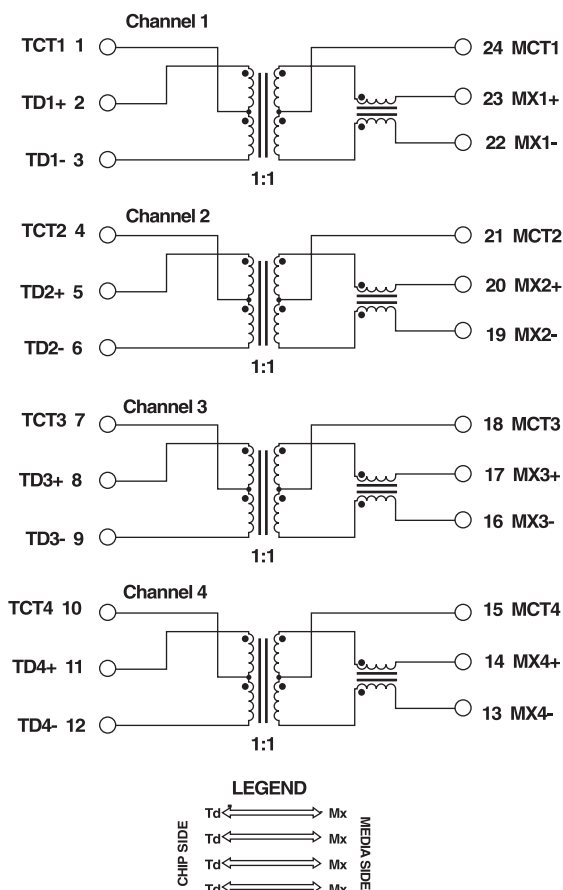 Channel 1
TCT1 1
24 MCT1
TD1+ 2
23 MX1+
22 MX1-
TD1- 3
1:1
Channel 2
TCT2 4
21 MCT2
TD2+ 5
20 MX2+
19 MX2-
TD2- 6
1:1
Channel 3
TCT3 7
18 MCT3
TD3+ 8
17 MX3+
16 MX3-
TD3- 9
1:1
Channel 4
TCT4 10
15 MCT4
TD4+ 11
14 MX4+
13 MX4-
TD4- 12
1:1
LEGEND
CHIP SIDE
Td Mx
Td Mx
Td Mx
Td Mx
MEDIA SIDE